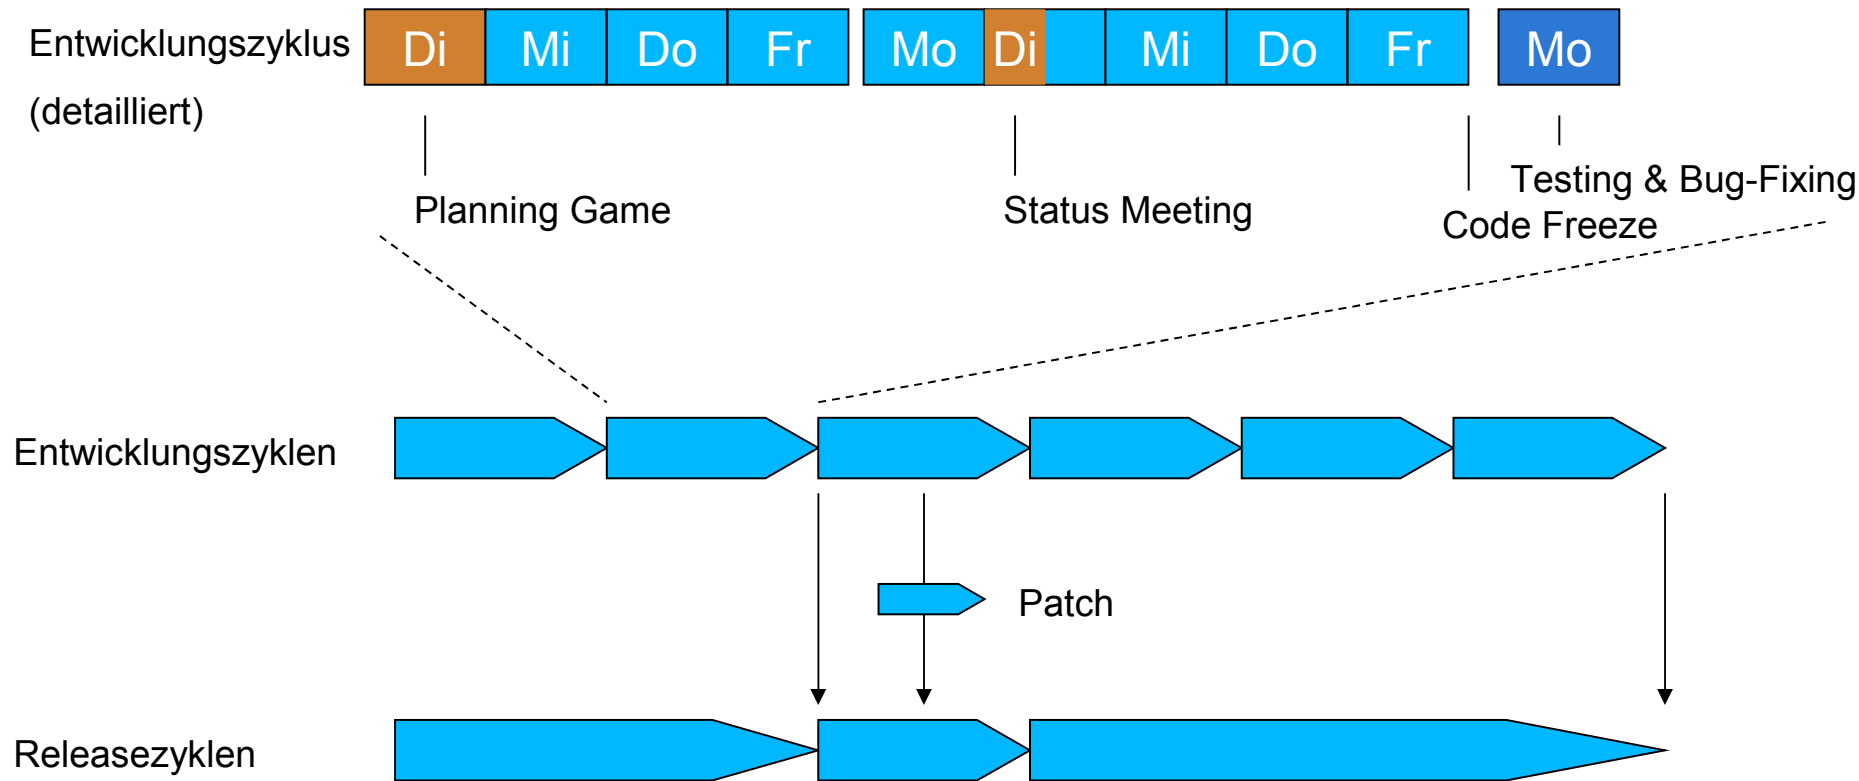 Entwicklungszyklus
(detailliert)
Di Mi Do Fr Mo Di Mi Do Fr Mo
Planning Game
Status Meeting
Testing & Bug-Fixing
Code Freeze
Entwicklungszyklen
Patch
Releasezyklen